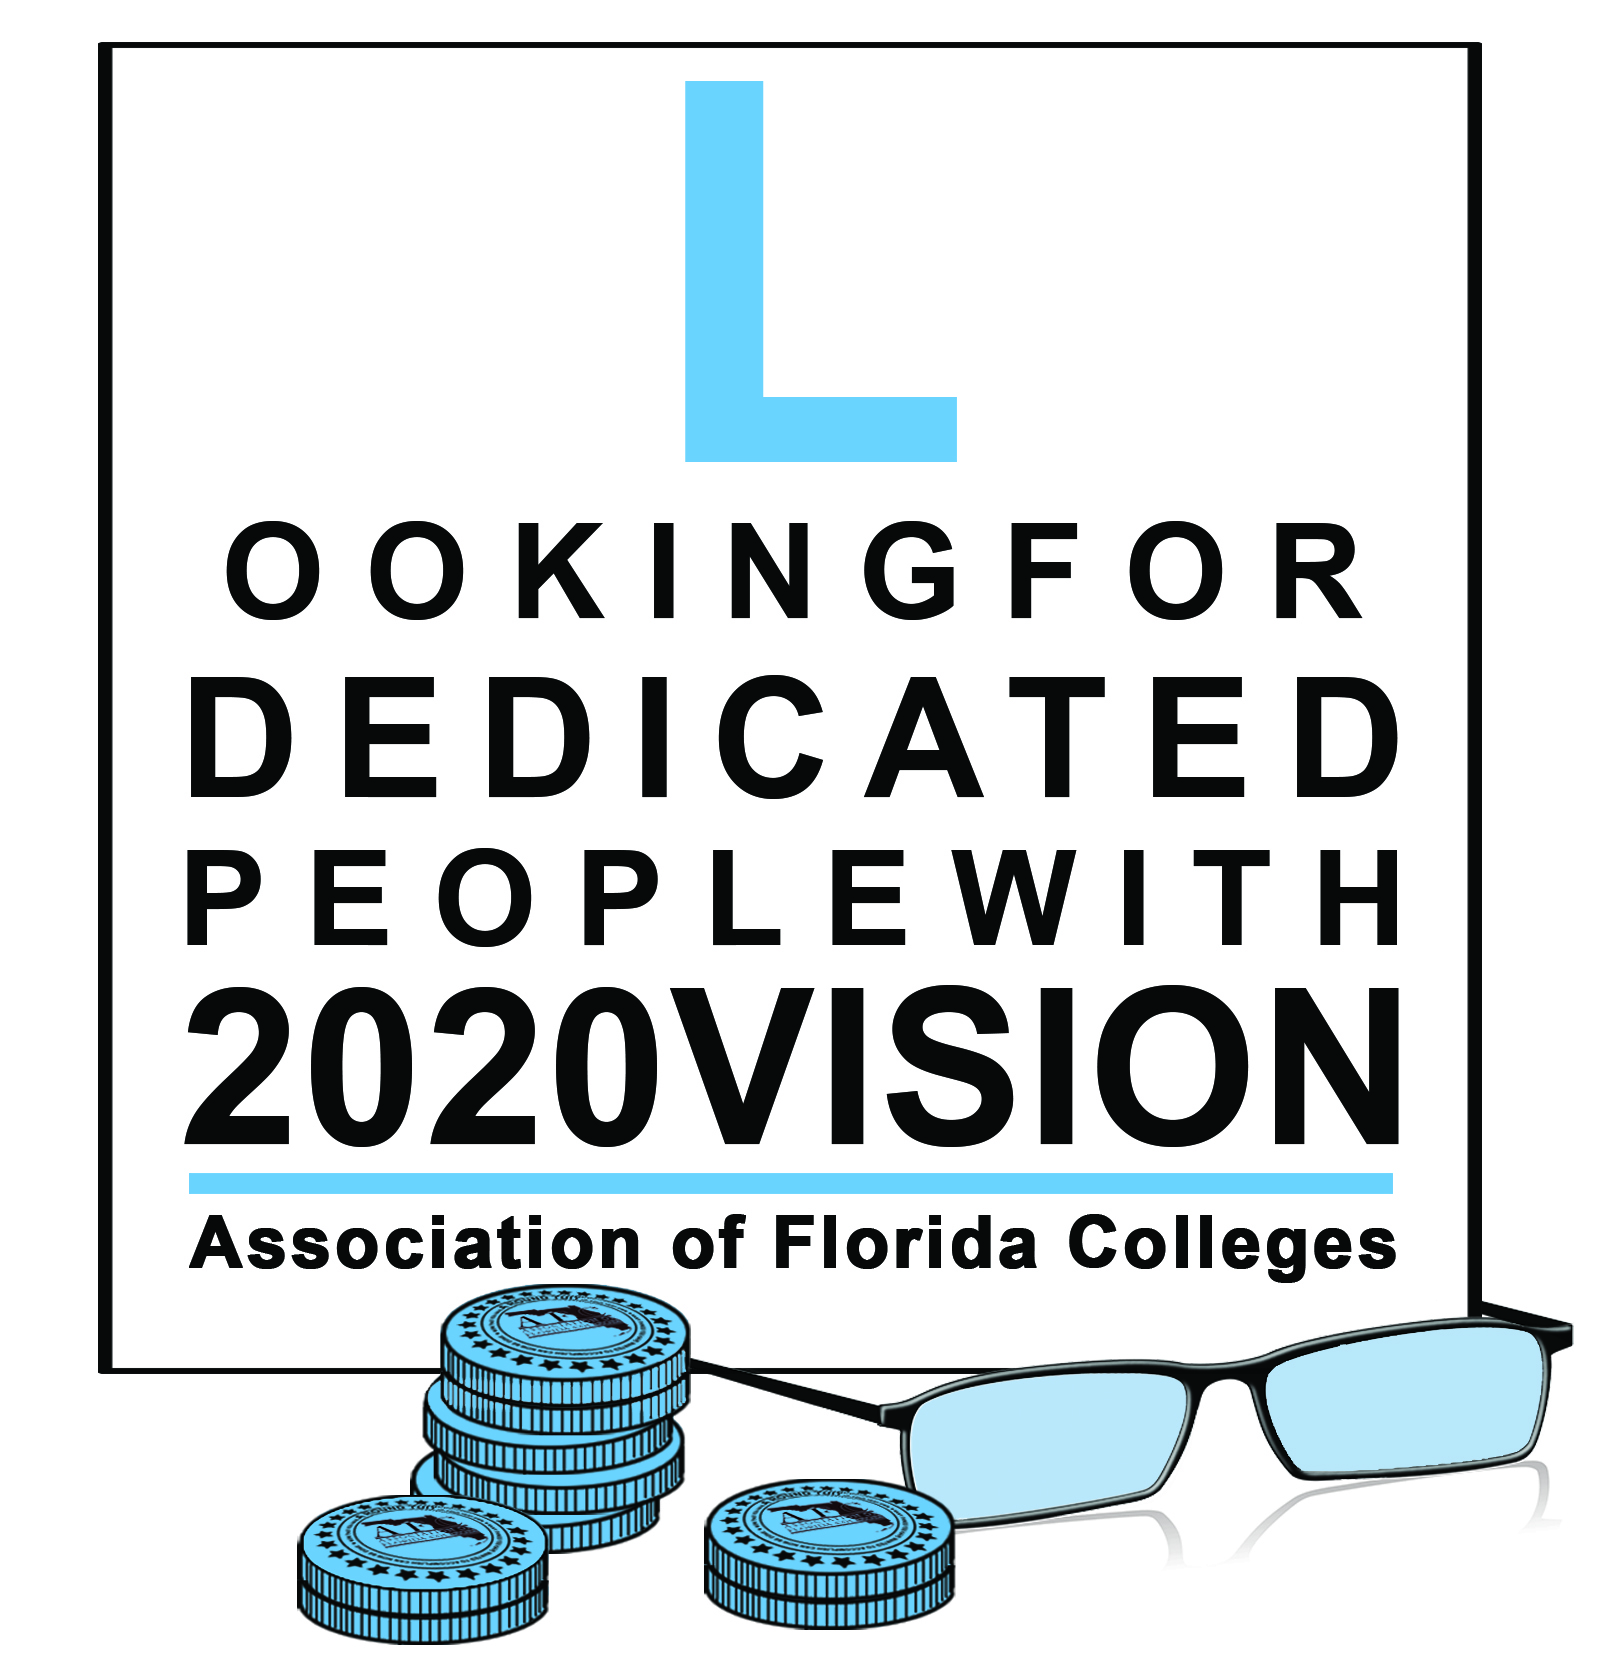 L
OOKINGFOR
DEDICATED
PEOPLEWITH
2020VISION
Association of Florida Colleges